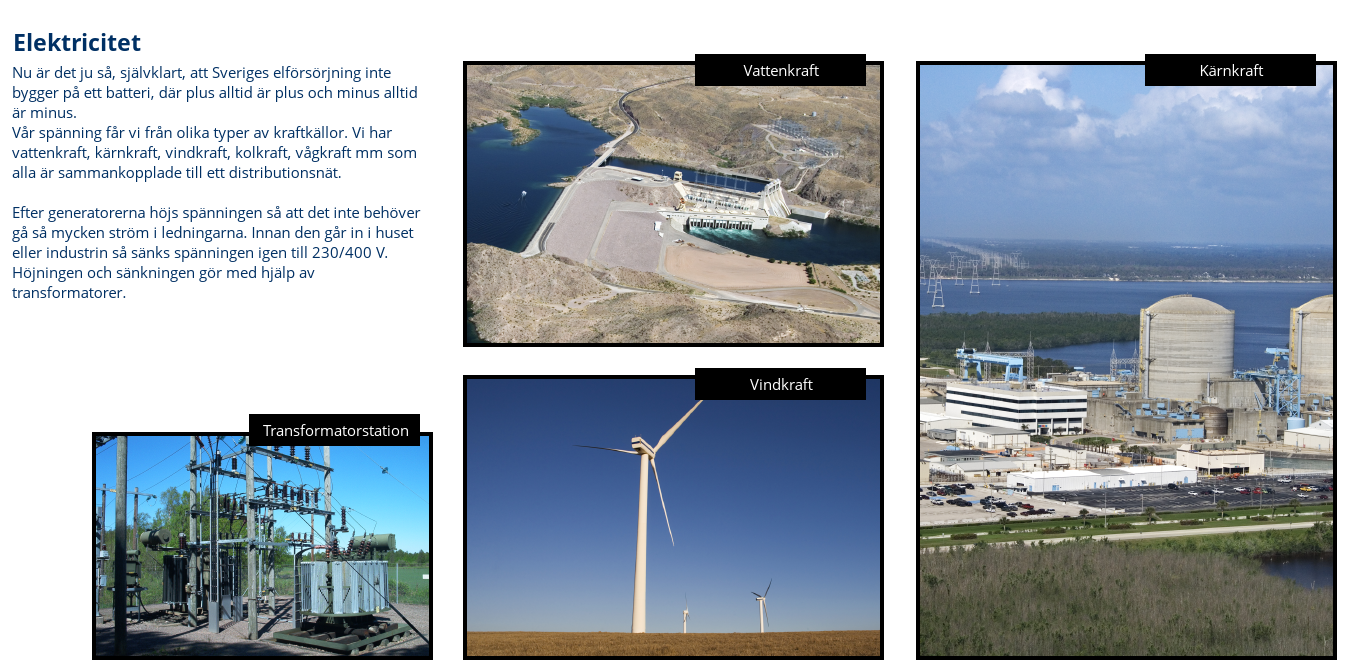 Elektricitet
Nu är det ju så, självklart, att Sveriges elförsörjning inte
bygger på ett batteri, där plus alltid är plus och minus alltid
är minus.
Vår spänning får vi från olika typer av kraftkällor. Vi har
vattenkraft, kärnkraft, vindkraft, kolkraft, vågkraft mm som
alla är sammankopplade till ett distributionsnät.
Efter generatorerna höjs spänningen så att det inte behöver
gå så mycken ström i ledningarna. Innan den går in i huset
eller industrin så sänks spänningen igen till 230/400 V.
Höjningen och sänkningen gör med hjälp av
transformatorer.
Transformatorstation
Vattenkraft
Vindkraft
Kärnkraft